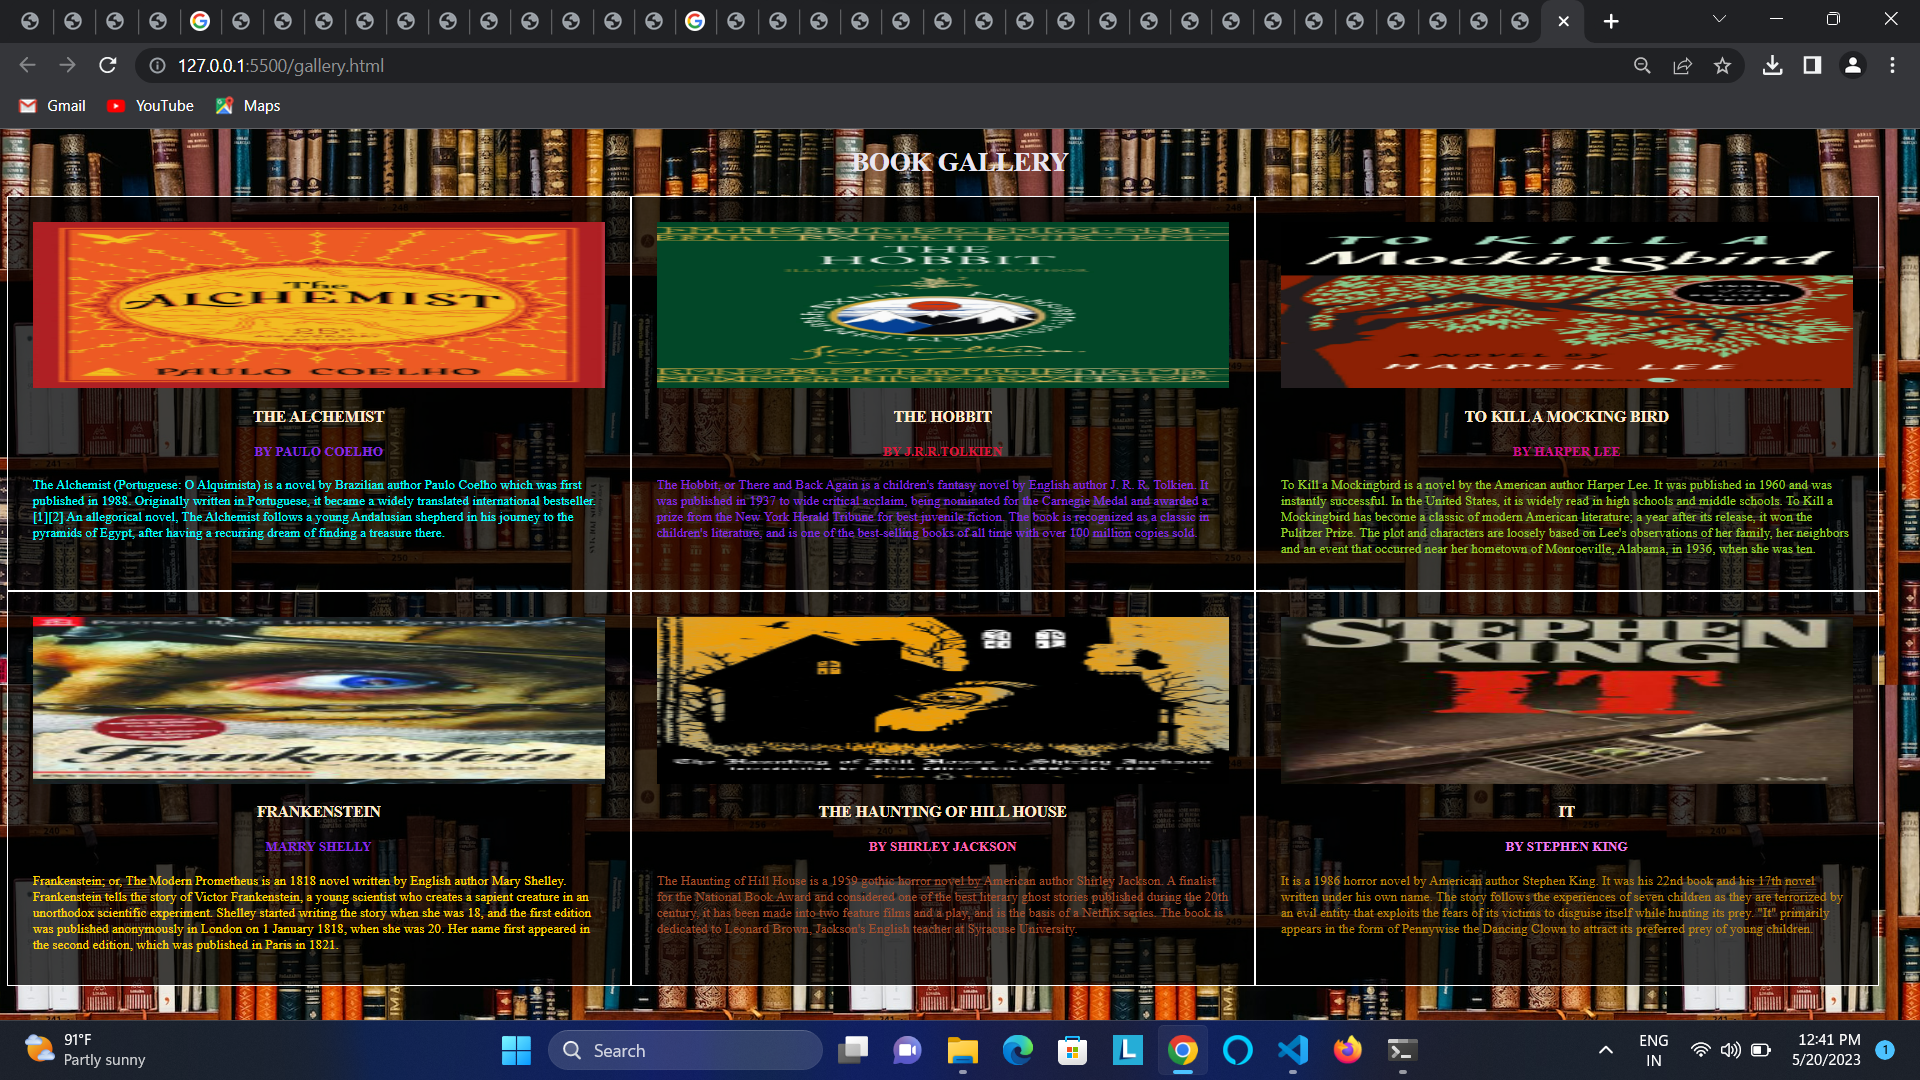 127.0.0.1:5500/gallery.html
Gmail
YouTube
Maps
BOOK GALLERY
The
ALCHEMIST
PAULO COELHO
THE
HOBBIT
ILLUSTRATED BY THE AUTHOR
TO KILL A
Mockingbird
A NOVEL BY
HARPER LEE
THE ALCHEMIST
THE HOBBIT
TO KILL A MOCKING BIRD
BY PAULO COELHO
BY J.R.R.TOLKIEN
BY HARPER LEE
The Alchemist (Portuguese: O Alquimista) is a novel by Brazilian author Paulo Coelho which was first
published in 1988. Originally written in Portuguese, it became a widely translated international bestseller.
[1][2] An allegorical novel, The Alchemist follows a young Andalusian shepherd in his journey to the
pyramids of Egypt, after having a recurring dream of finding a treasure there.
The Hobbit, or There and Back Again is a children's fantasy novel by English author J. R. R. Tolkien. It
was published in 1937 to wide critical acclaim, being nominated for the Carnegie Medal and awarded a
prize from the New York Herald Tribune for best juvenile fiction. The book is recognized as a classic in
children's literature, and is one of the best-selling books of all time with over 100 million copies sold.
To Kill a Mockingbird is a novel by the American author Harper Lee. It was published in 1960 and was
instantly successful. In the United States, it is widely read in high schools and middle schools. To Kill a
Mockingbird has become a classic of modern American literature; a year after its release, it won the
Pulitzer Prize. The plot and characters are loosely based on Lee's observations of her family, her neighbors
and an event that occurred near her hometown of Monroeville, Alabama, in 1936, when she was ten.
Frankenstein
The Haunting of Hill House • Shirley Jackson
STEPHEN
KING
IT
A Novel
FRANKENSTEIN
THE HAUNTING OF HILL HOUSE
IT
MARRY SHELLY
BY SHIRLEY JACKSON
BY STEPHEN KING
Frankenstein; or, The Modern Prometheus is an 1818 novel written by English author Mary Shelley.
Frankenstein tells the story of Victor Frankenstein, a young scientist who creates a sapient creature in an
unorthodox scientific experiment. Shelley started writing the story when she was 18, and the first edition
was published anonymously in London on 1 January 1818, when she was 20. Her name first appeared in
the second edition, which was published in Paris in 1821.
The Haunting of Hill House is a 1959 gothic horror novel by American author Shirley Jackson. A finalist
for the National Book Award and considered one of the best literary ghost stories published during the 20th
century, it has been made into two feature films and a play, and is the basis of a Netflix series. The book is
dedicated to Leonard Brown, Jackson's English teacher at Syracuse University.
It is a 1986 horror novel by American author Stephen King. It was his 22nd book and his 17th novel
written under his own name. The story follows the experiences of seven children as they are terrorized by
an evil entity that exploits the fears of its victims to disguise itself while hunting its prey. "It" primarily
appears in the form of Pennywise the Dancing Clown to attract its preferred prey of young children.
91°F
Partly sunny
Search
ENG
IN
12:41 PM
5/20/2023
1